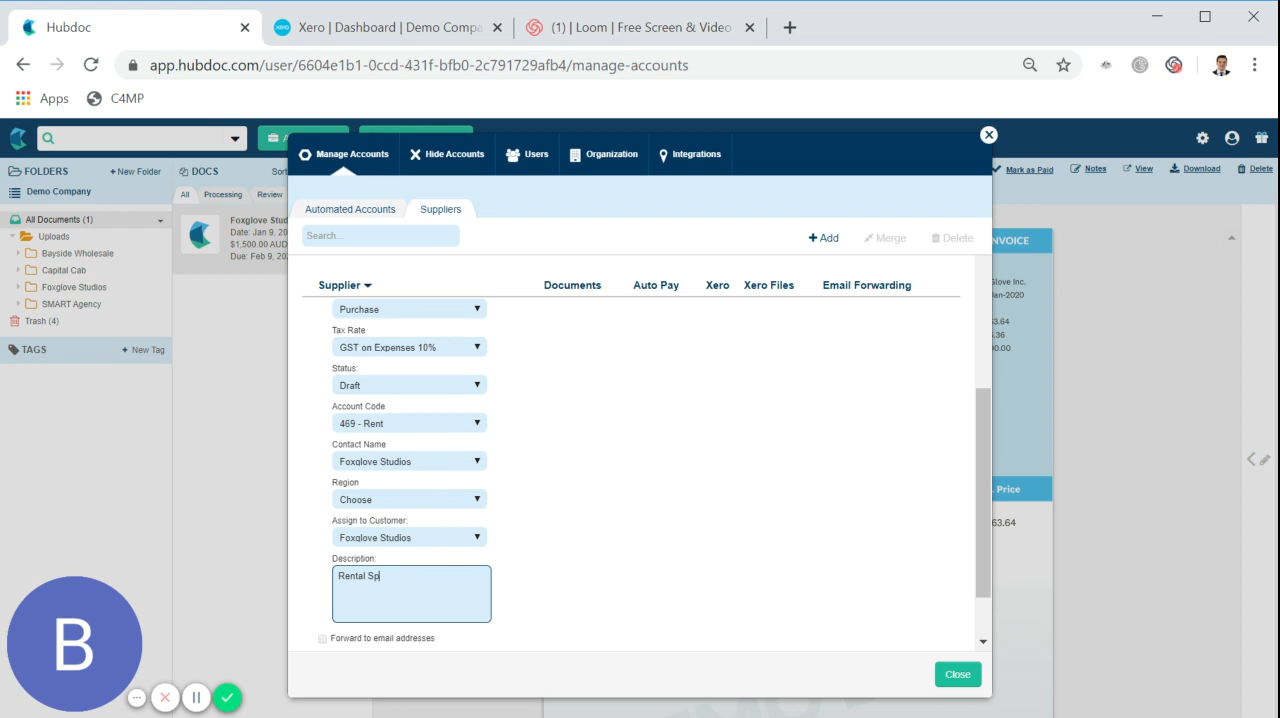 Hubdoc
Xero | Dashboard | Demo Compa
(1) | Loom | Free Screen & Video
app.hubdoc.com/user/6604e1b1-0ccd-431f-bfb0-2c791729afb4/manage-accounts
Apps
C4MP
FOLDERS
+ New Folder
DOCS
Sort
Demo Company
All
Processing
Review
All Documents (1)
Uploads
Bayside Wholesale
Capital Cab
Foxglove Studios
SMART Agency
Trash (4)
TAGS
+ New Tag
Foxglove Stud
Date: Jan 9, 20
$1,500.00 AUD
Due: Feb 9, 202
Manage Accounts
Hide Accounts
Users
Organization
Integrations
Automated Accounts
Suppliers
Search...
+ Add
Merge
Delete
Supplier
Documents
Auto Pay
Xero
Xero Files
Email Forwarding
Purchase
Tax Rate
GST on Expenses 10%
Status:
Draft
Account Code
469 - Rent
Contact Name
Foxglove Studios
Region
Choose
Assign to Customer:
Foxglove Studios
Description:
Rental Sp
Forward to email addresses
Close
Mark as Paid
Notes
View
Download
Delete
NVOICE
Glove Inc.
Jan-2020
63.64
.36
00.00
Price
63.64
B